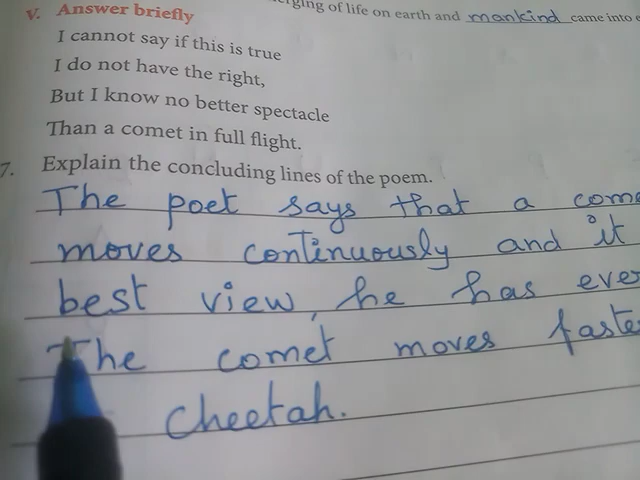 ging of life on earth and mankind came into
V. Answer briefly
I cannot say if this is true
I do not have the right,
But I know no better spectacle
Than a comet in full flight.
7. Explain the concluding lines of the poem.
The poet says that a
moves continuously and it
best view, he has ever
The comet moves
cheetah.